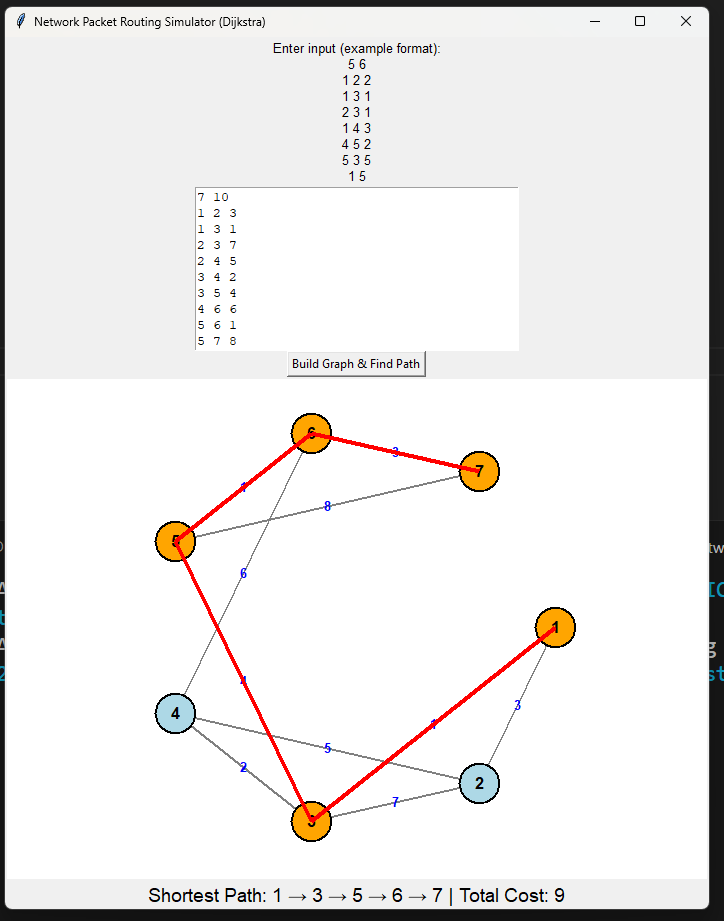 Network Packet Routing Simulator (Dijkstra)
Enter input (example format):
5 6
1 2 2
1 3 1
2 3 1
1 4 3
4 5 2
5 3 5
1 5
7 10
1 2 3
1 3 1
2 3 7
2 4 5
3 4 2
3 5 4
4 6 6
5 6 1
5 7 8
Build Graph & Find Path
6
3
7
1
8
5
6
1
4
3
4
1
5
2
2
7
3
Shortest Path: 1 → 3 → 5 → 6 → 7 | Total Cost: 9